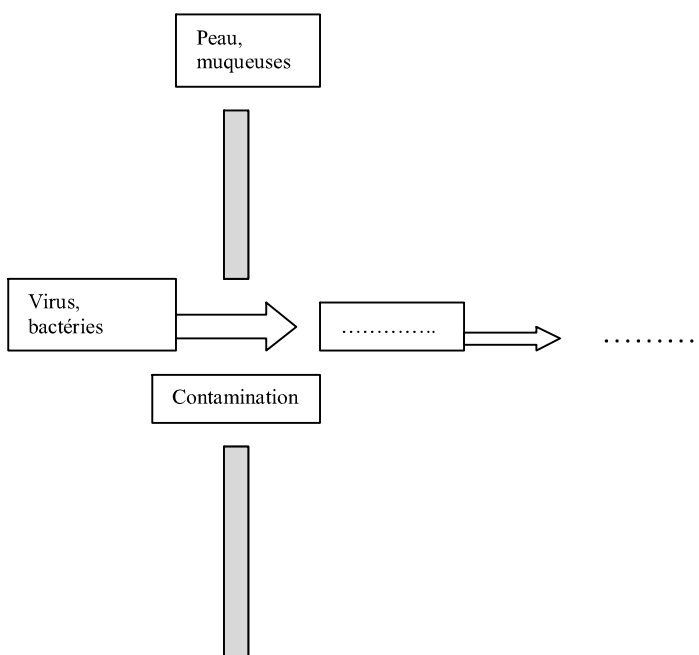 Peau,
muqueuses
Virus,
bactéries
..............
.........
Contamination